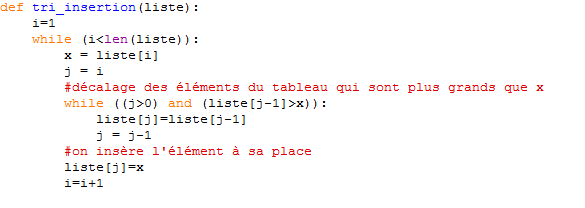 def tri_insertion(liste):
    i=1
    while (i<len(liste)):
        x = liste[i]
        j = i
        #décalage des éléments du tableau qui sont plus grands que x
        while ((j>0) and (liste[j-1]>x)):
            liste[j]=liste[j-1]
            j = j-1
        #on insère l'élément à sa place
        liste[j]=x
        i=i+1